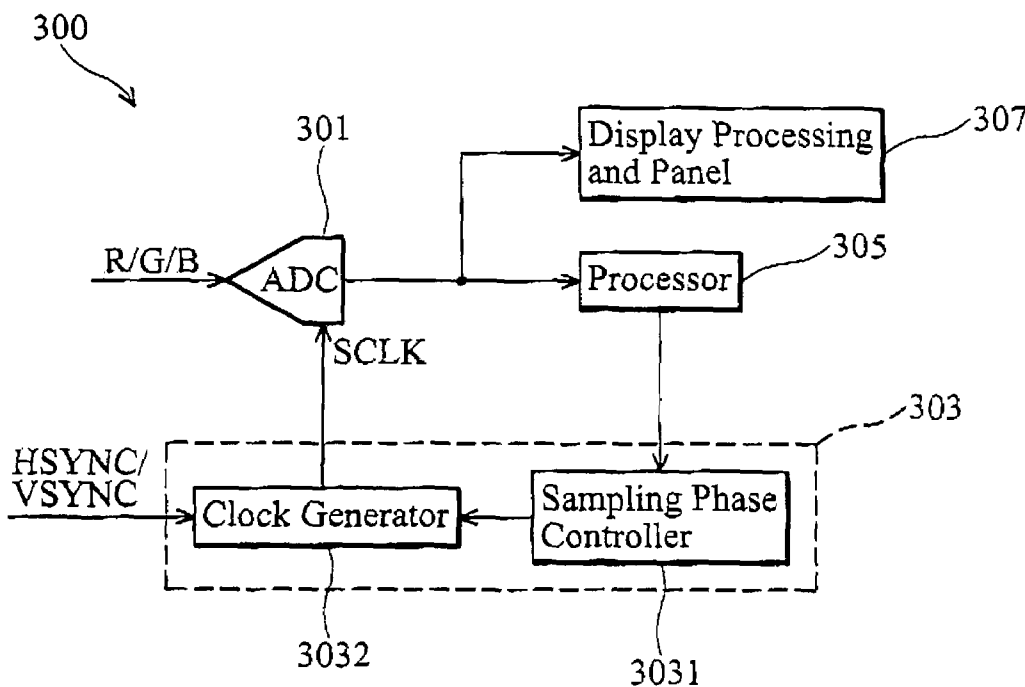 300
301
Display Processing
and Panel
307
R/G/B
ADC
Processor
305
SCLK
303
HSYNC/
VSYNC
Clock Generator
Sampling Phase
Controller
3032
3031